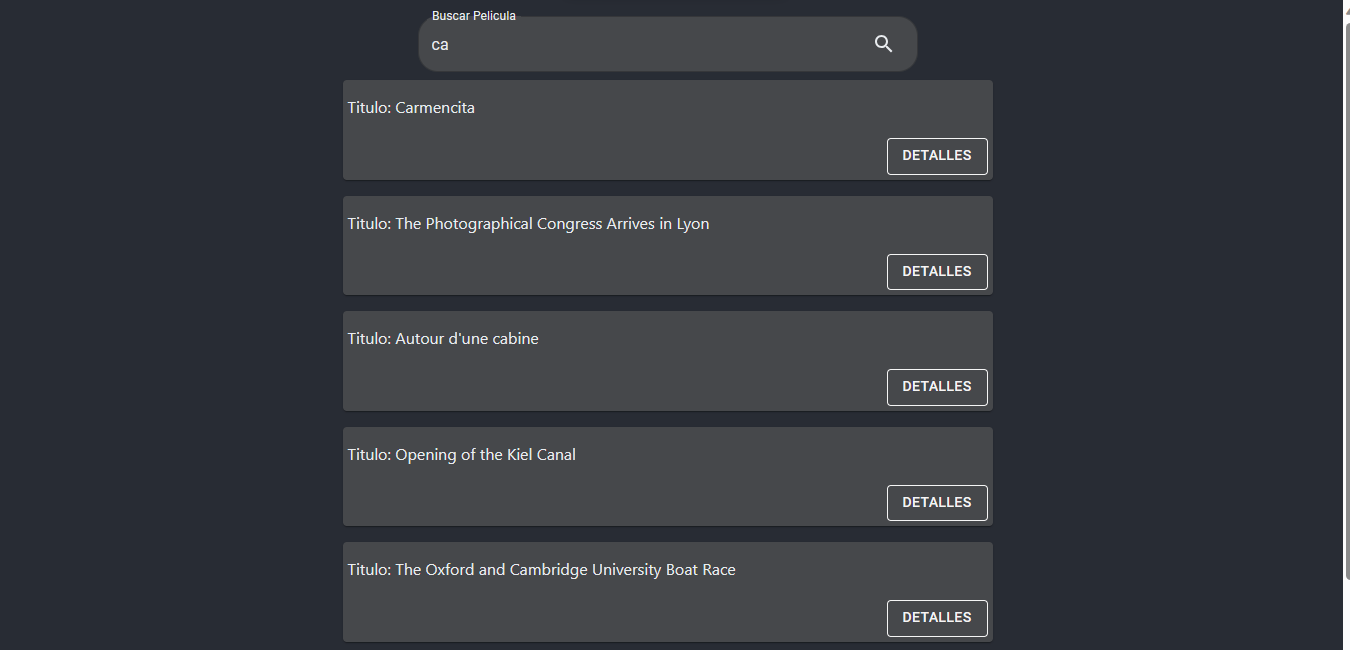 Buscar Pelicula
ca
Titulo: Carmencita
DETALLES
Titulo: The Photographical Congress Arrives in Lyon
DETALLES
Titulo: Autour d'une cabine
DETALLES
Titulo: Opening of the Kiel Canal
DETALLES
Titulo: The Oxford and Cambridge University Boat Race
DETALLES